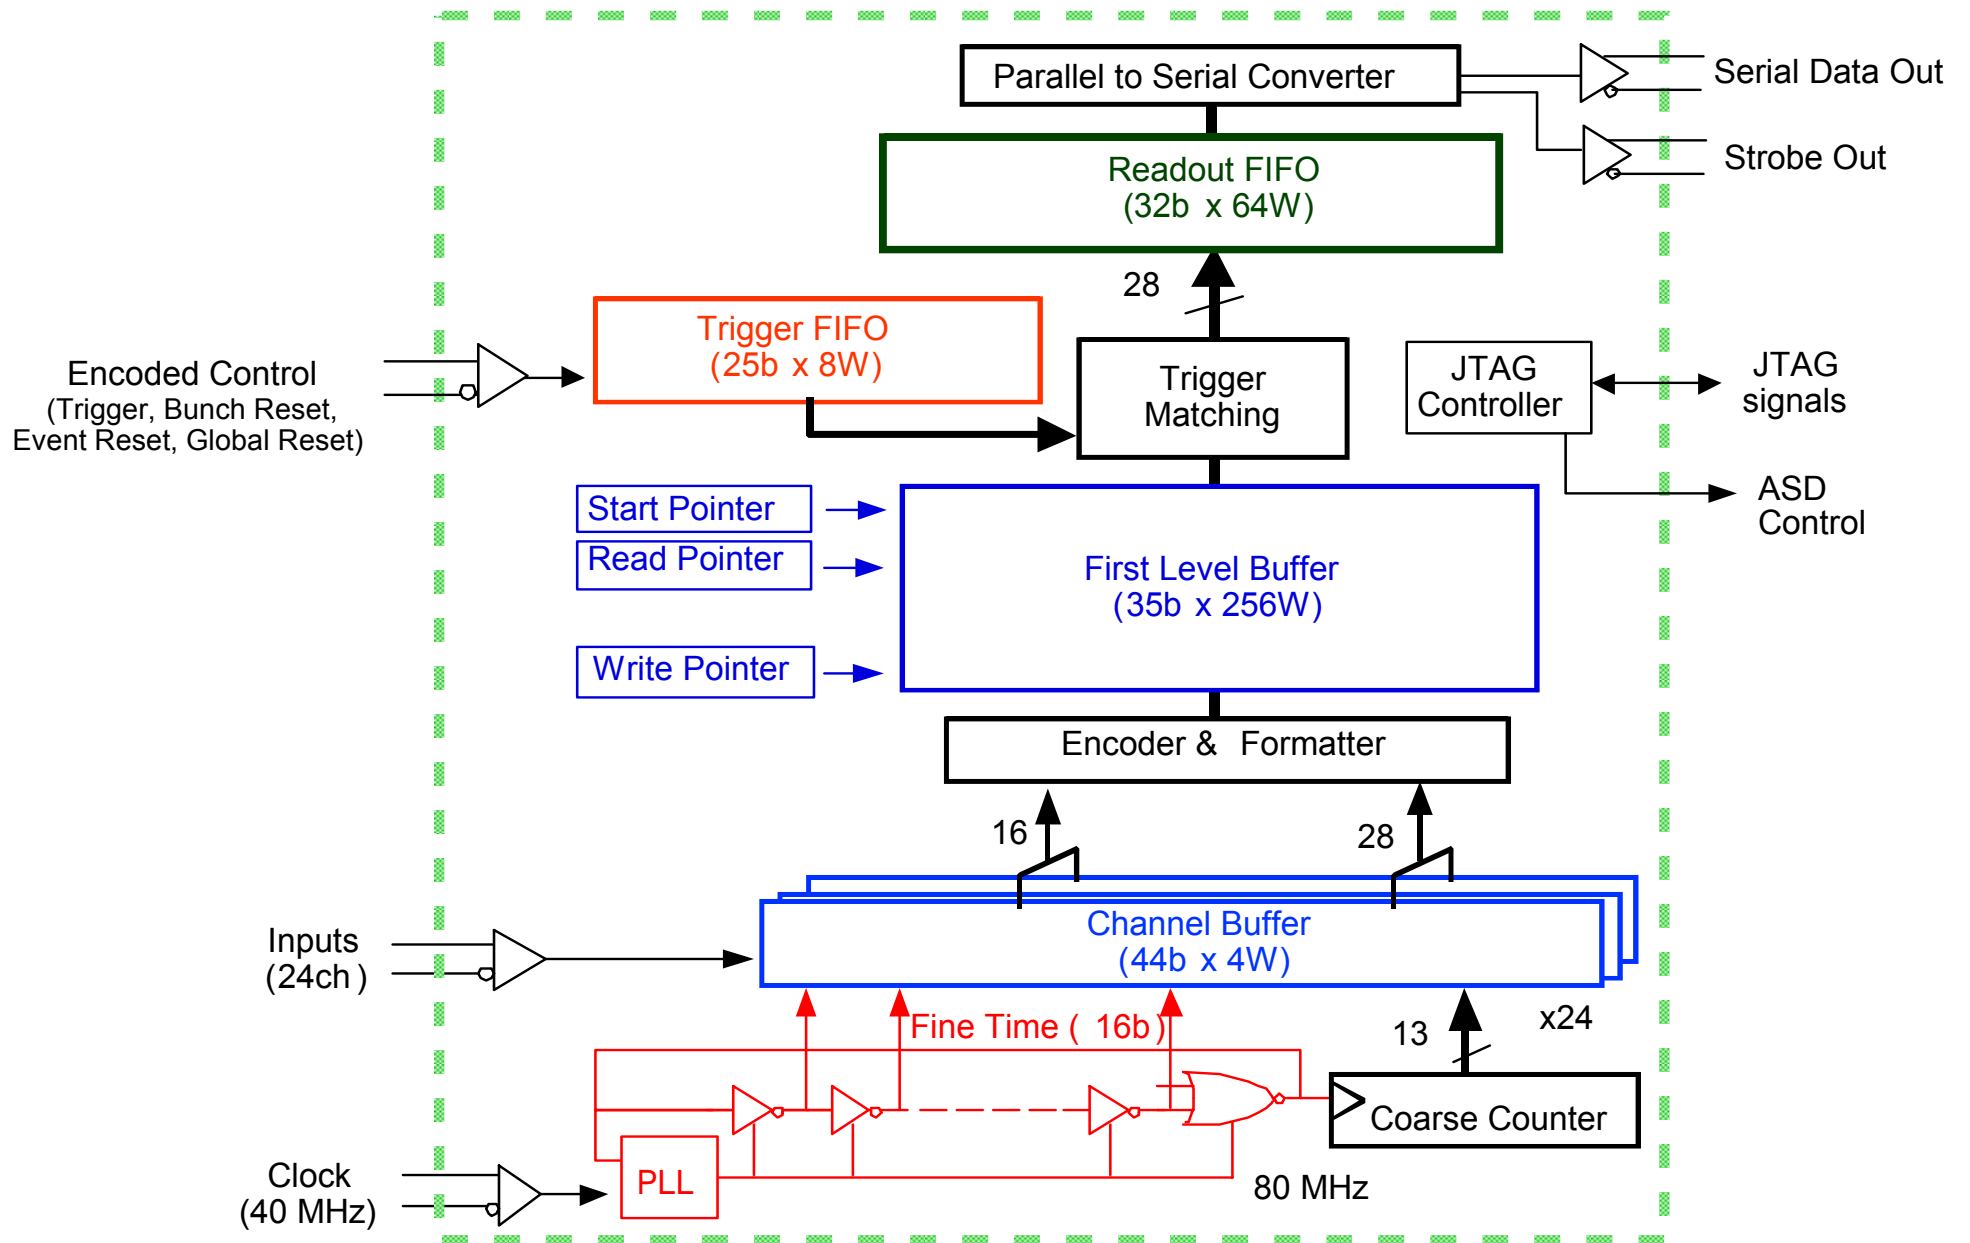 Parallel to Serial Converter
Serial Data Out
Strobe Out
Readout FIFO
(32b x 64W)
28
Trigger FIFO
(25b x 8W)
Encoded Control
(Trigger, Bunch Reset,
Event Reset, Global Reset)
Trigger
Matching
JTAG
Controller
JTAG
signals
ASD
Control
Start Pointer
Read Pointer
Write Pointer
First Level Buffer
(35b x 256W)
Encoder & Formatter
16
28
Channel Buffer
(44b x 4W)
Inputs
(24ch )
Fine Time ( 16b)
13
x24
Coarse Counter
Clock
(40 MHz)
PLL
80 MHz